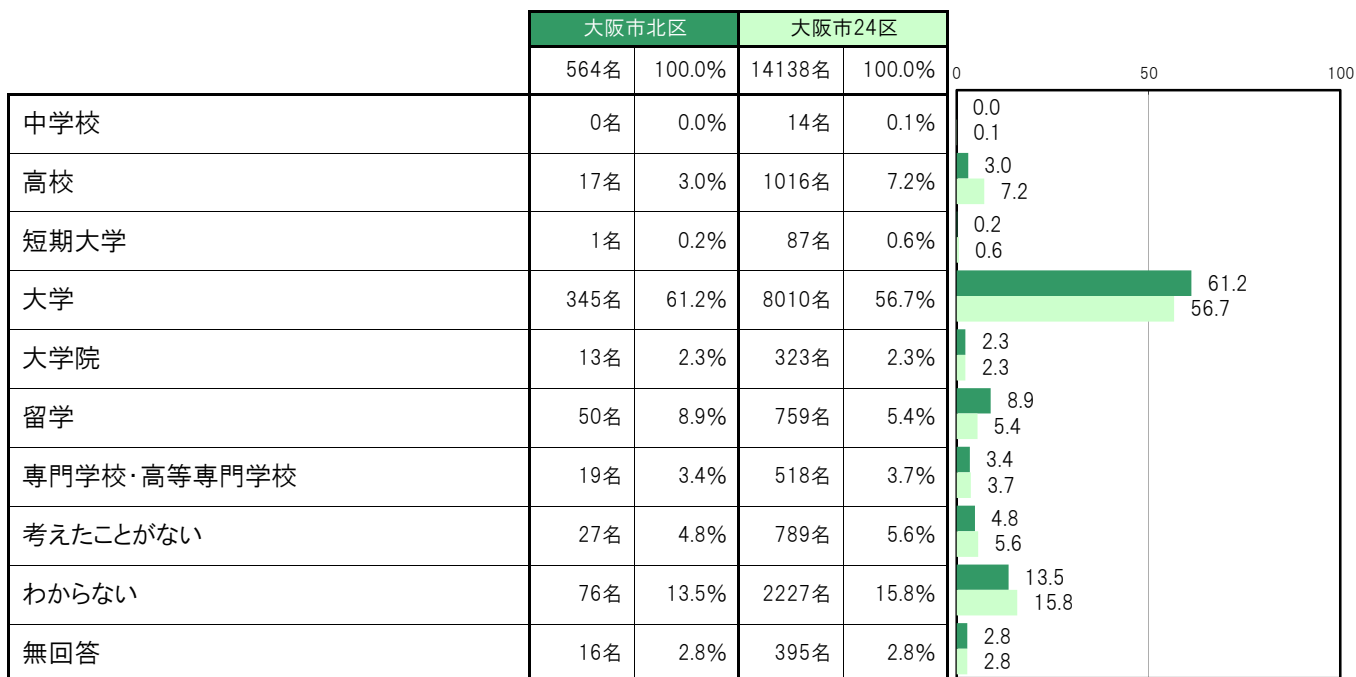 大阪市北区 大阪市24区
564名 100.0% 14138名 100.0% 0 50 100
中学校 0名 0.0% 14名 0.1% 0.0
0.1
高校 17名 3.0% 1016名 7.2% 3.0
7.2
短期大学 1名 0.2% 87名 0.6% 0.2
0.6
大学 345名 61.2% 8010名 56.7% 61.2
56.7
大学院 13名 2.3% 323名 2.3% 2.3
2.3
留学 50名 8.9% 759名 5.4% 8.9
5.4
専門学校・高等専門学校 19名 3.4% 518名 3.7% 3.4
3.7
考えたことがない 27名 4.8% 789名 5.6% 4.8
5.6
わからない 76名 13.5% 2227名 15.8% 13.5
15.8
無回答 16名 2.8% 395名 2.8% 2.8
2.8